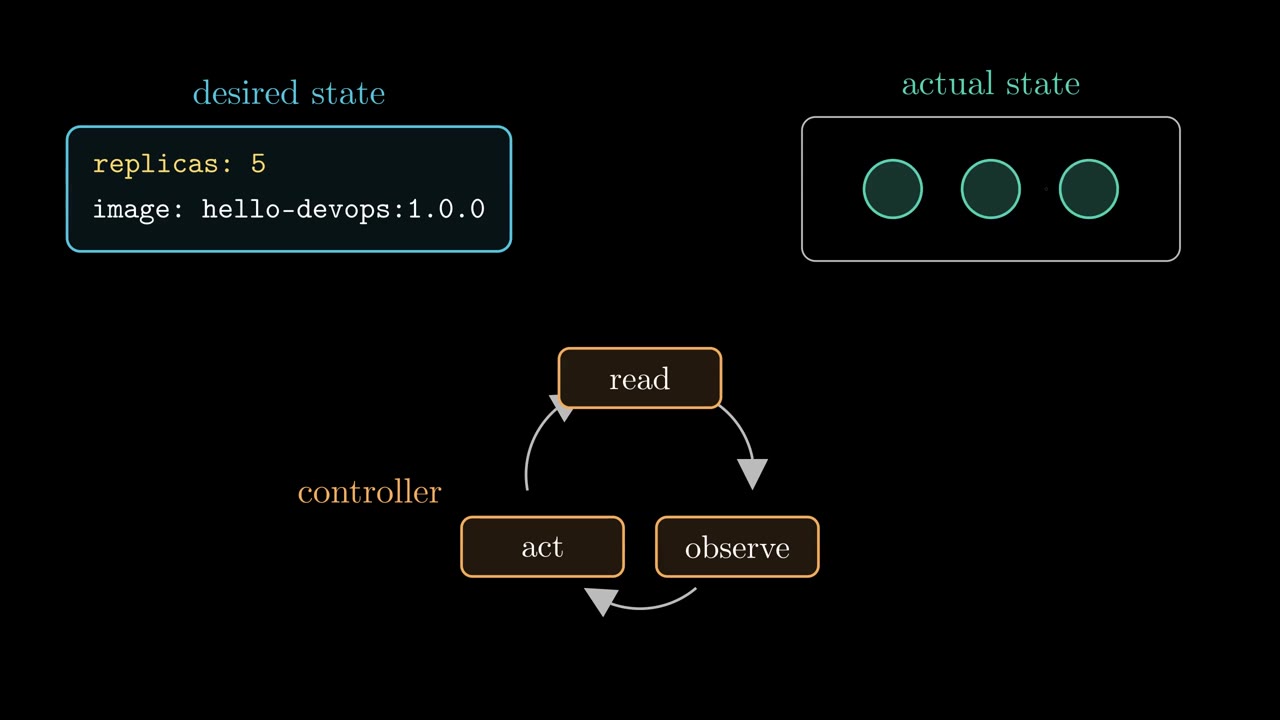 desired state
replicas: 5
image: hello-devops:1.0.0
actual state
read
controller
act
observe